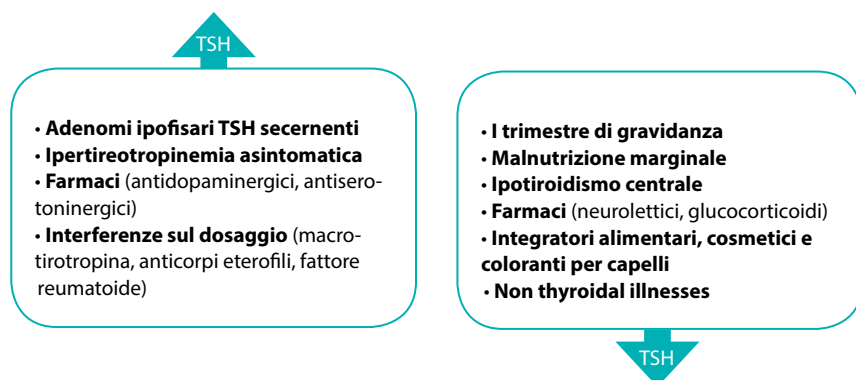 TSH
• Adenomi ipofisari TSH secernenti
• Ipertireotropinemia asintomatica
• Farmaci (antidopaminergici, antisero-
toninergici)
• Interferenze sul dosaggio (macro-
tirotropina, anticorpi eterofili, fattore
reumatoide)
• I trimestre di gravidanza
• Malnutrizione marginale
• Ipotiroidismo centrale
• Farmaci (neurolettici, glucocorticoidi)
• Integratori alimentari, cosmetici e
coloranti per capelli
• Non thyroidal illnesses
TSH